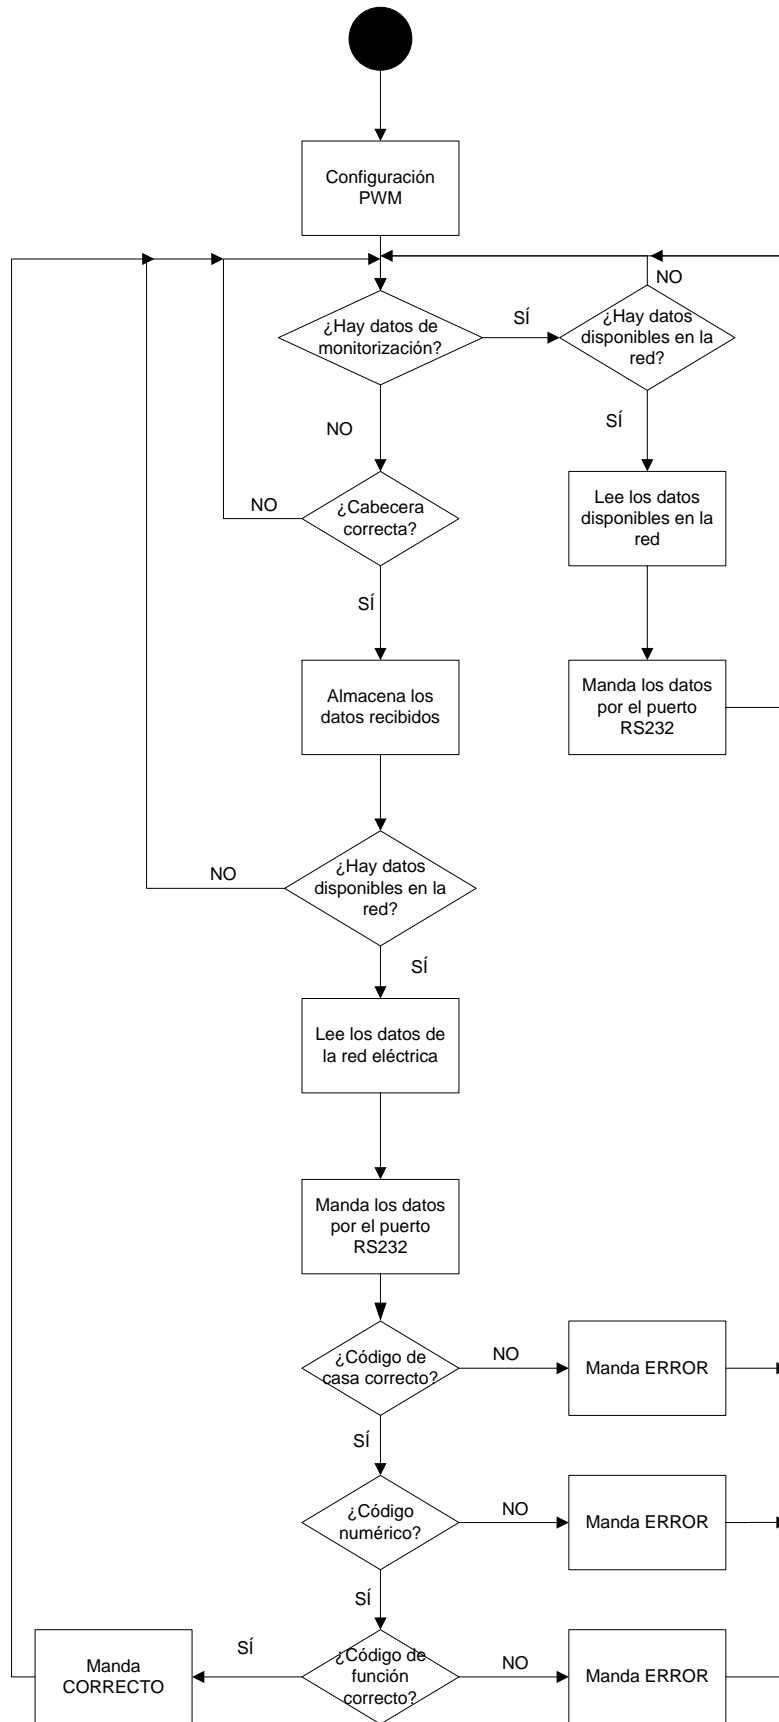 Configuración
PWM
NO
¿Hay datos de
monitorización?
SÍ
¿Hay datos
disponibles en la
red?
NO
SÍ
NO
¿Cabecera
correcta?
Lee los datos
disponibles en la
red
SÍ
Almacena los
datos recibidos
Manda los datos
por el puerto
RS232
NO
¿Hay datos
disponibles en la
red?
SÍ
Lee los datos de
la red eléctrica
Manda los datos
por el puerto
RS232
¿Código de
casa correcto?
NO
Manda ERROR
SÍ
¿Código
numérico?
NO
Manda ERROR
SÍ
Manda
CORRECTO
SÍ
¿Código de
función
correcto?
NO
Manda ERROR